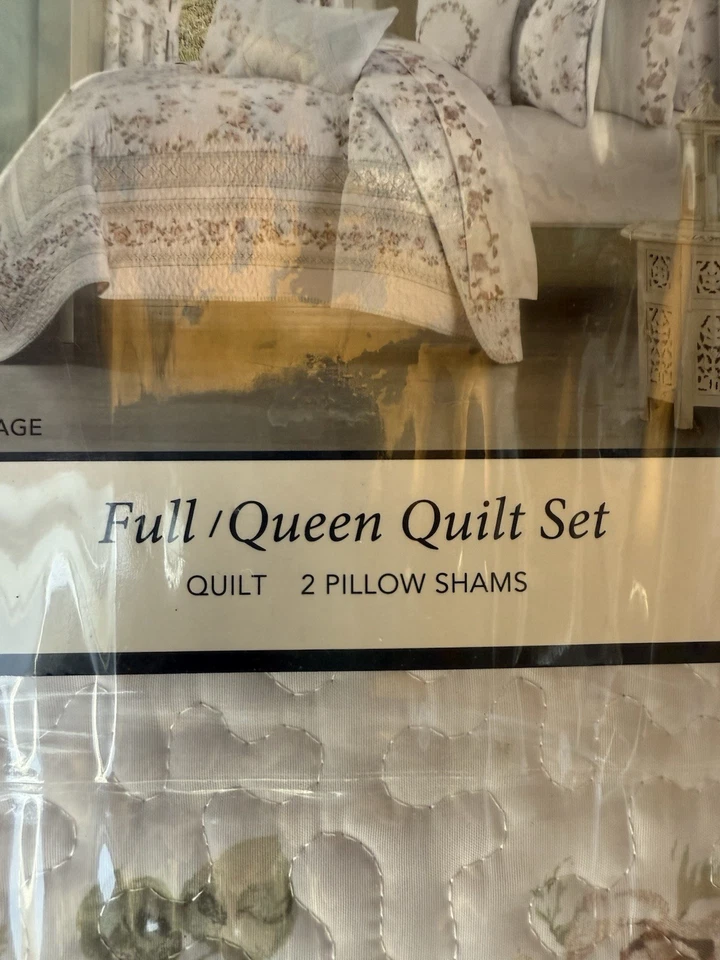 AGE
Full / Queen Quilt Set
QUILT 2 PILLOW SHAMS